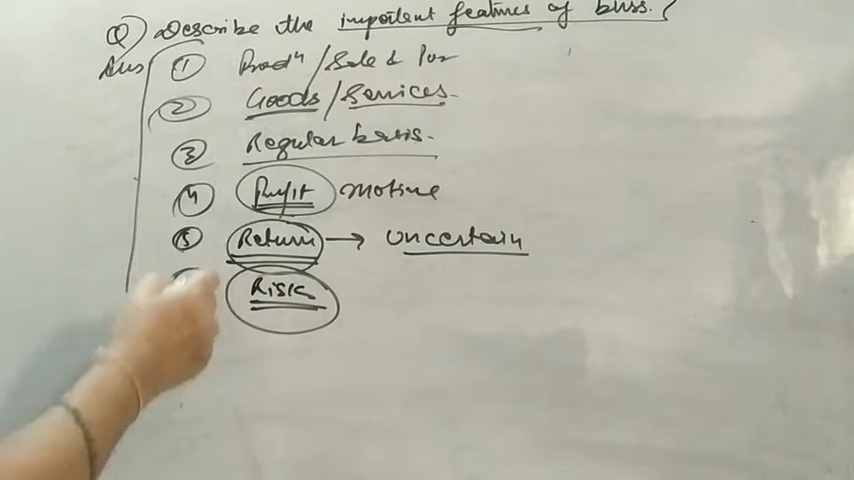 Q) Describe the important features of buss. ?
Ans ① Prodⁿ / Sale & Pur
② Goods / Services.
③ Regular basis.
④ Profit motive
⑤ Return → Uncertain
Risk